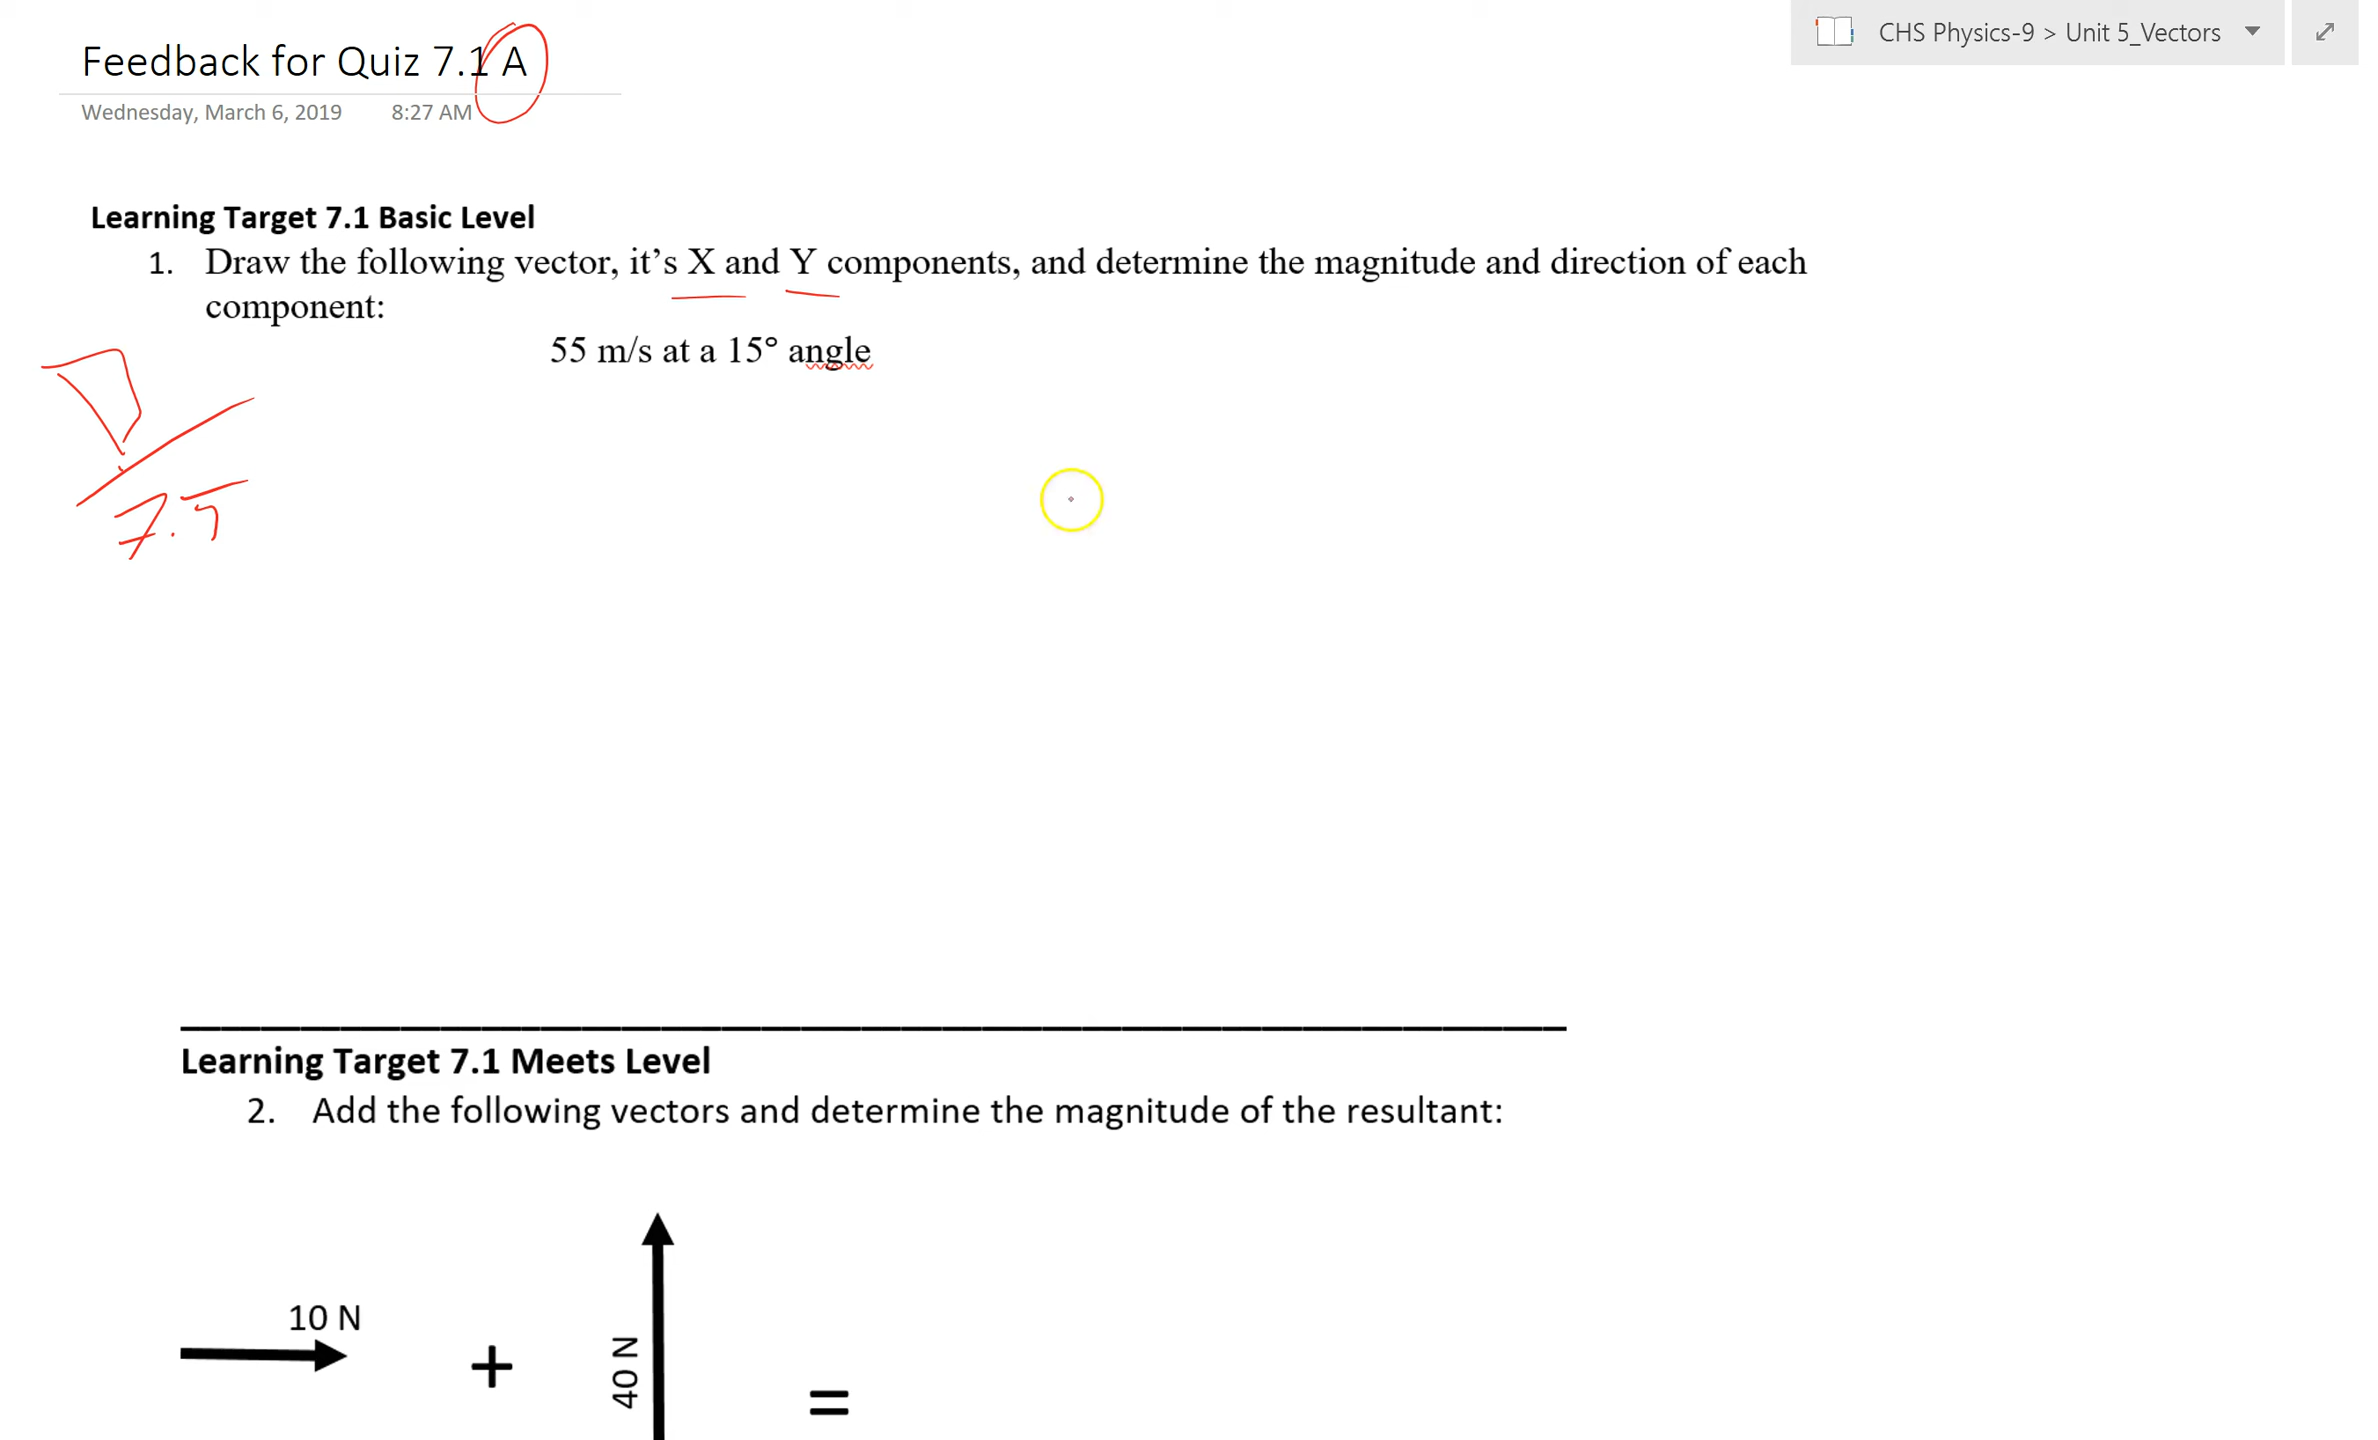 Feedback for Quiz 7.1 A
CHS Physics-9 > Unit 5_Vectors
Wednesday, March 6, 2019 8:27 AM
Learning Target 7.1 Basic Level
1. Draw the following vector, it’s X and Y components, and determine the magnitude and direction of each
component:
55 m/s at a 15° angle
7.5
Learning Target 7.1 Meets Level
2. Add the following vectors and determine the magnitude of the resultant:
10 N
+
40 N
=